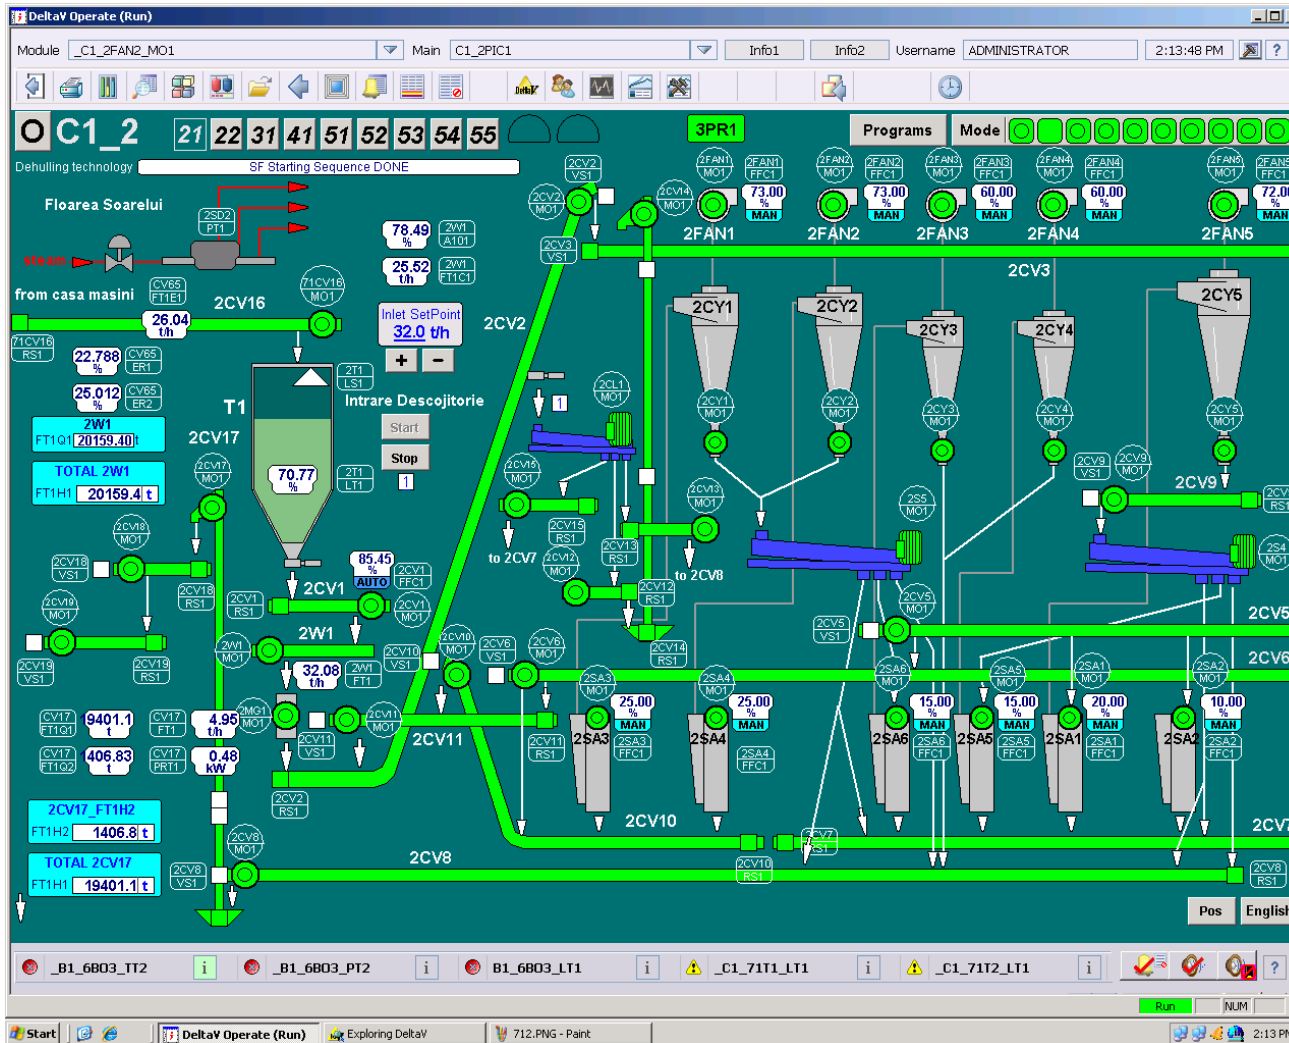 DeltaV Operate (Run)
Module _C1_2FAN2_MO1 Main C1_2PIC1 Info1 Info2 Username ADMINISTRATOR 2:13:48 PM ?
DeltaV
O C1_2 21 22 31 41 51 52 53 54 55 3PR1 Programs Mode
Dehulling technology SF Starting Sequence DONE
Floarea Soarelui
2SD2 PT1
steam
from casa masini
CV65 FT1E1
2CV16
71CV16 MO1
26.04 t/h
71CV16 RS1
22.788 % CV65 ER1
25.012 % CV65 ER2
2W1
FT1Q1 20159.40 t
TOTAL 2W1
FT1H1 20159.4 t
78.49 % 2W1 A101
25.52 t/h 2W1 FT1C1
Inlet SetPoint
32.0 t/h
+ −
Intrare Descojitorie
Start
Stop
1
T1
2T1 LS1
70.77 %
2T1 LT1
2CV17
2CV17 MO1
2CV18 MO1
2CV18 VS1
2CV18 RS1
2CV19 MO1
2CV19 VS1
2CV19 RS1
85.45 % AUTO
2CV1 FFC1
2CV1
2CV1 RS1
2CV1 MO1
2W1
2W1 MO1
32.08 t/h 2W1 FT1
2MG1 MO1
2CV10 VS1
2CV10 MO1
2CV11 MO1
2CV11 VS1
2CV11
2CV11 RS1
2CV2 RS1
CV17 FT1Q1 19401.1 t CV17 FT1 4.95 t/h
CV17 FT1Q2 1406.83 t CV17 PRT1 0.48 kW
2CV17_FT1H2
FT1H2 1406.8 t
TOTAL 2CV17
FT1H1 19401.1 t
2CV8 MO1
2CV8 VS1
2CV8
2CV2
2CV2 VS1
2CV2 MO1
2CV14 MO1
2CV3 VS1
2CV3
2FAN1 MO1 2FAN1 FFC1 73.00 % MAN 2FAN1
2FAN2 MO1 2FAN2 FFC1 73.00 % MAN 2FAN2
2FAN3 MO1 2FAN3 FFC1 60.00 % MAN 2FAN3
2FAN4 MO1 2FAN4 FFC1 60.00 % MAN 2FAN4
2FAN5 MO1 2FAN5 FFC1 72.00 % MAN 2FAN5
2CY1 2CY2 2CY3 2CY4 2CY5
2CY1 MO1
2CY2 MO1
2CY3 MO1
2CY4 MO1
2CY5 MO1
1
2CL1 MO1
2CV15 MO1
2CV15 RS1
to 2CV7
2CV13 MO1
2CV13 RS1
to 2CV8
2CV12 MO1
2CV12 RS1
2CV14 RS1
2S5 MO1
2CV9 VS1
2CV9 MO1
2CV9
2S4 MO1
2CV5 MO1
2CV5 VS1
2CV5
2CV6
2CV6 VS1
2CV6 MO1
2SA3 MO1 25.00 % MAN 2SA3 2SA3 FFC1
2SA4 MO1 25.00 % MAN 2SA4 2SA4 FFC1
2SA6 MO1 15.00 % MAN 2SA6 2SA6 FFC1
2SA5 MO1 15.00 % MAN 2SA5 2SA5 FFC1
2SA1 MO1 20.00 % MAN 2SA1 2SA1 FFC1
2SA2 MO1 10.00 % MAN 2SA2 2SA2 FFC1
2CV10
2CV10 RS1
2CV7 RS1
2CV7
2CV8 RS1
Pos English
_B1_6B03_TT2 i _B1_6B03_PT2 i B1_6B03_LT1 i _C1_71T1_LT1 i _C1_71T2_LT1 i ?
Run NUM
Start DeltaV Operate (Run) Exploring DeltaV 712.PNG - Paint 2:13 PM